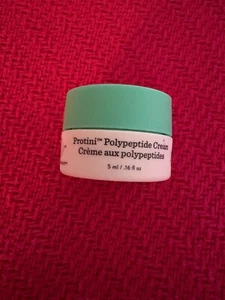 Protini™ Polypeptide Cream
Crème aux polypeptides
5 ml / .16 fl oz